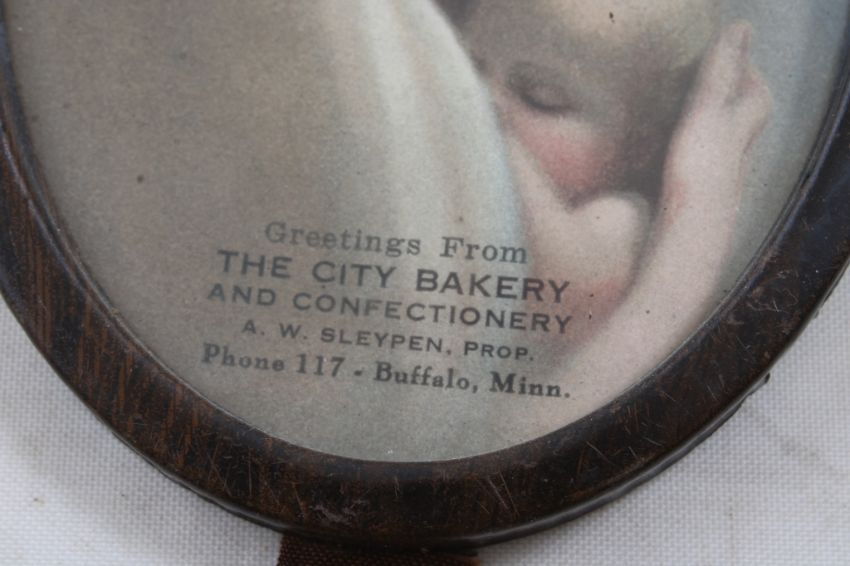 Greetings From
THE CITY BAKERY
AND CONFECTIONERY
A. W. SLEYPEN, PROP.
Phone 117 - Buffalo, Minn.